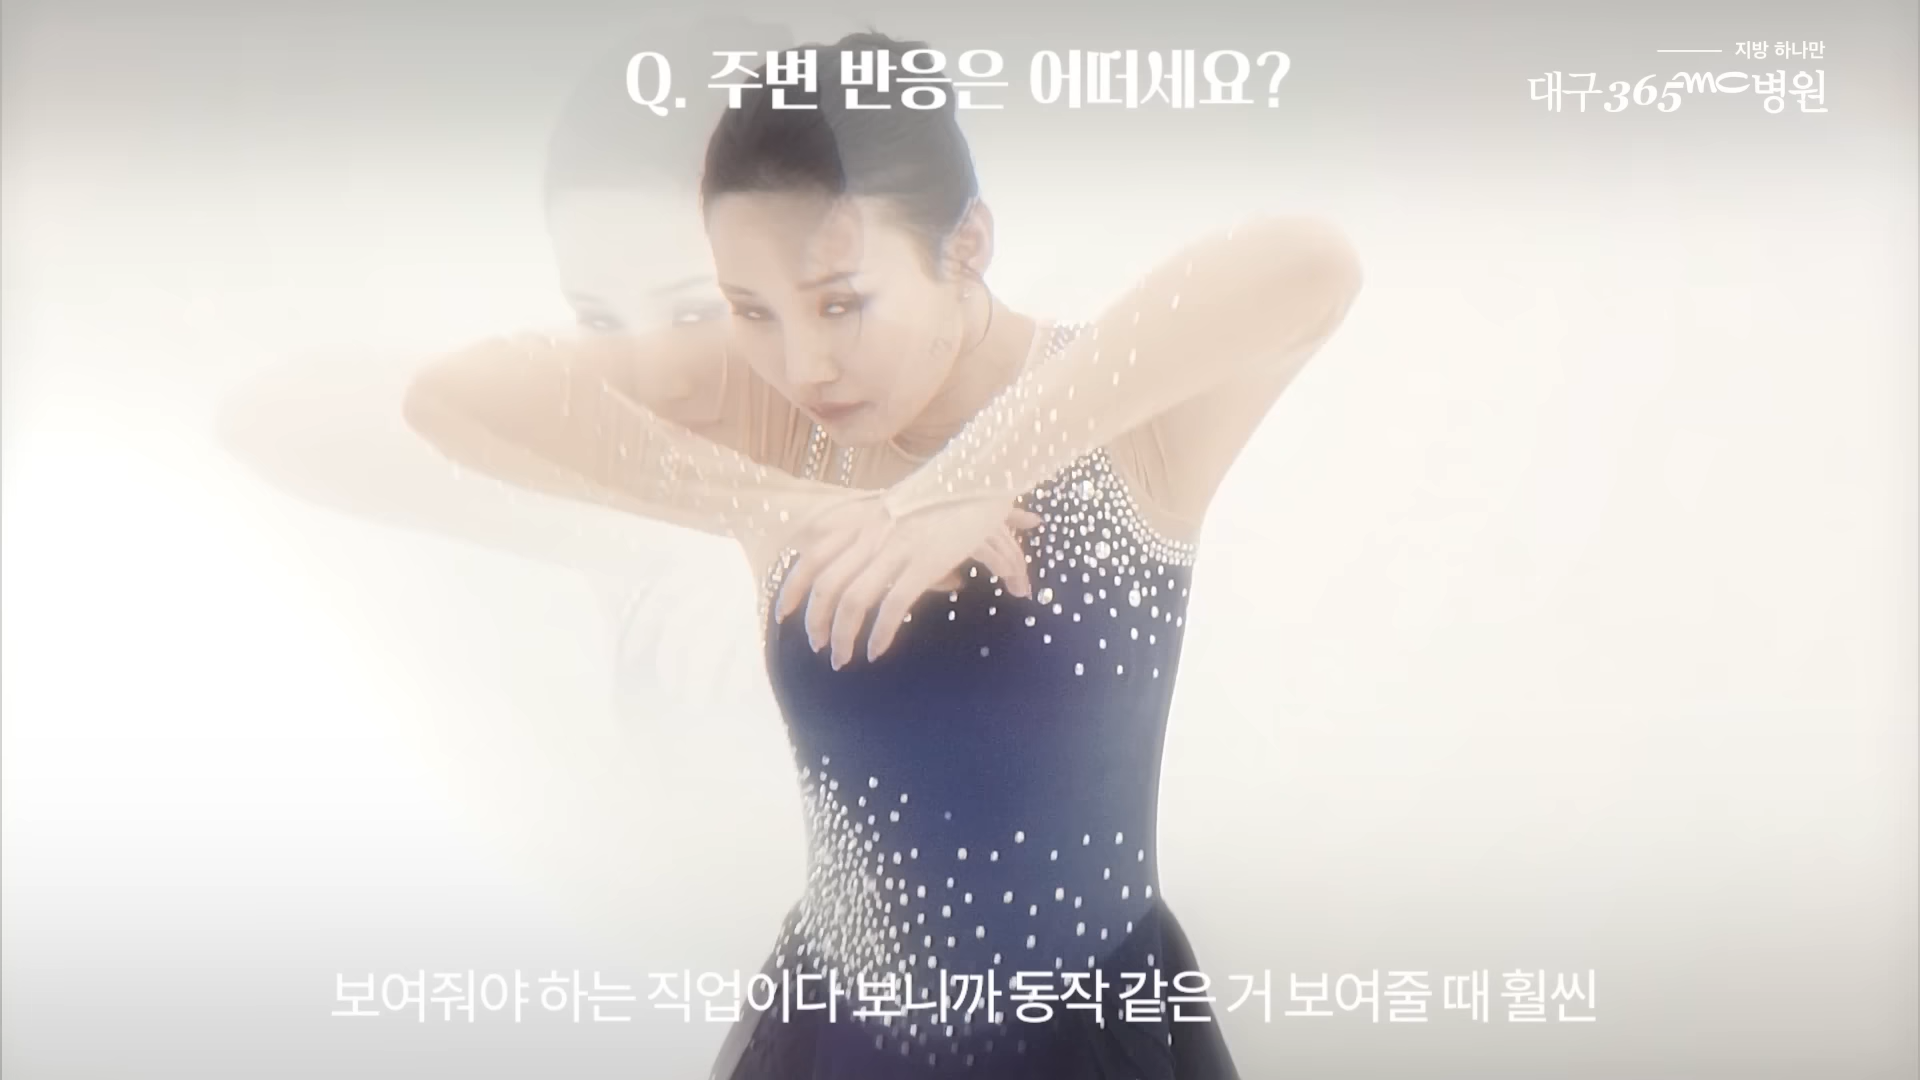 Q. 주변 반응은 어떠세요?
지방 하나만
대구365mc병원
보여줘야 하는 직업이다 보니까 동작 같은 거 보여줄 때 훨씬